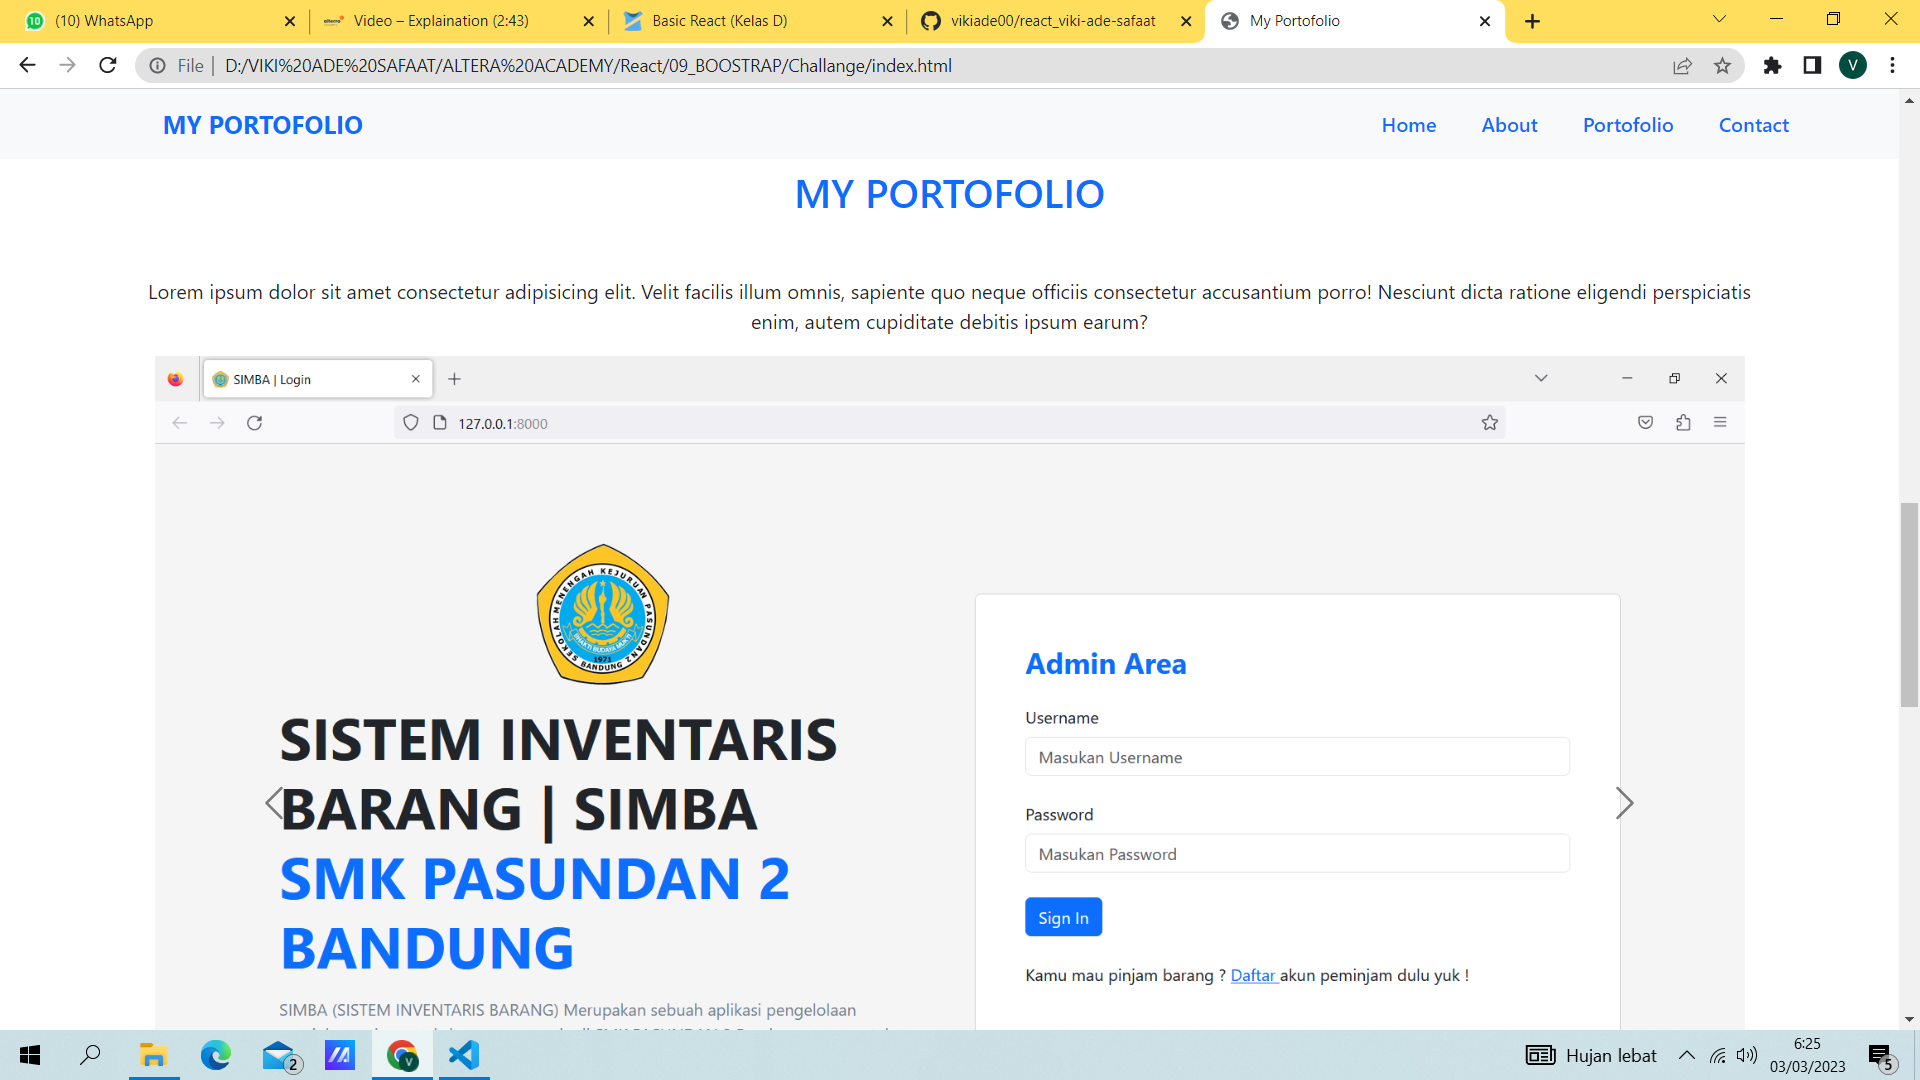 (10) WhatsApp
Video – Explaination (2:43)
Basic React (Kelas D)
vikiade00/react_viki-ade-safaat
My Portofolio
File | D:/VIKI%20ADE%20SAFAAT/ALTERA%20ACADEMY/React/09_BOOSTRAP/Challange/index.html
V
MY PORTOFOLIO
Home
About
Portofolio
Contact
MY PORTOFOLIO
Lorem ipsum dolor sit amet consectetur adipisicing elit. Velit facilis illum omnis, sapiente quo neque officiis consectetur accusantium porro! Nesciunt dicta ratione eligendi perspiciatis
enim, autem cupiditate debitis ipsum earum?
SIMBA | Login
127.0.0.1:8000
SEKOLAH MENENGAH KEJURUAN PASUNDAN 2 BANDUNG
BHAKTI BUDAYA MUKTI
1971
SISTEM INVENTARIS
BARANG | SIMBA
SMK PASUNDAN 2
BANDUNG
SIMBA (SISTEM INVENTARIS BARANG) Merupakan sebuah aplikasi pengelolaan
Admin Area
Username
Masukan Username
Password
Masukan Password
Sign In
Kamu mau pinjam barang ? Daftar akun peminjam dulu yuk !
2
V
Hujan lebat
6:25
03/03/2023
5